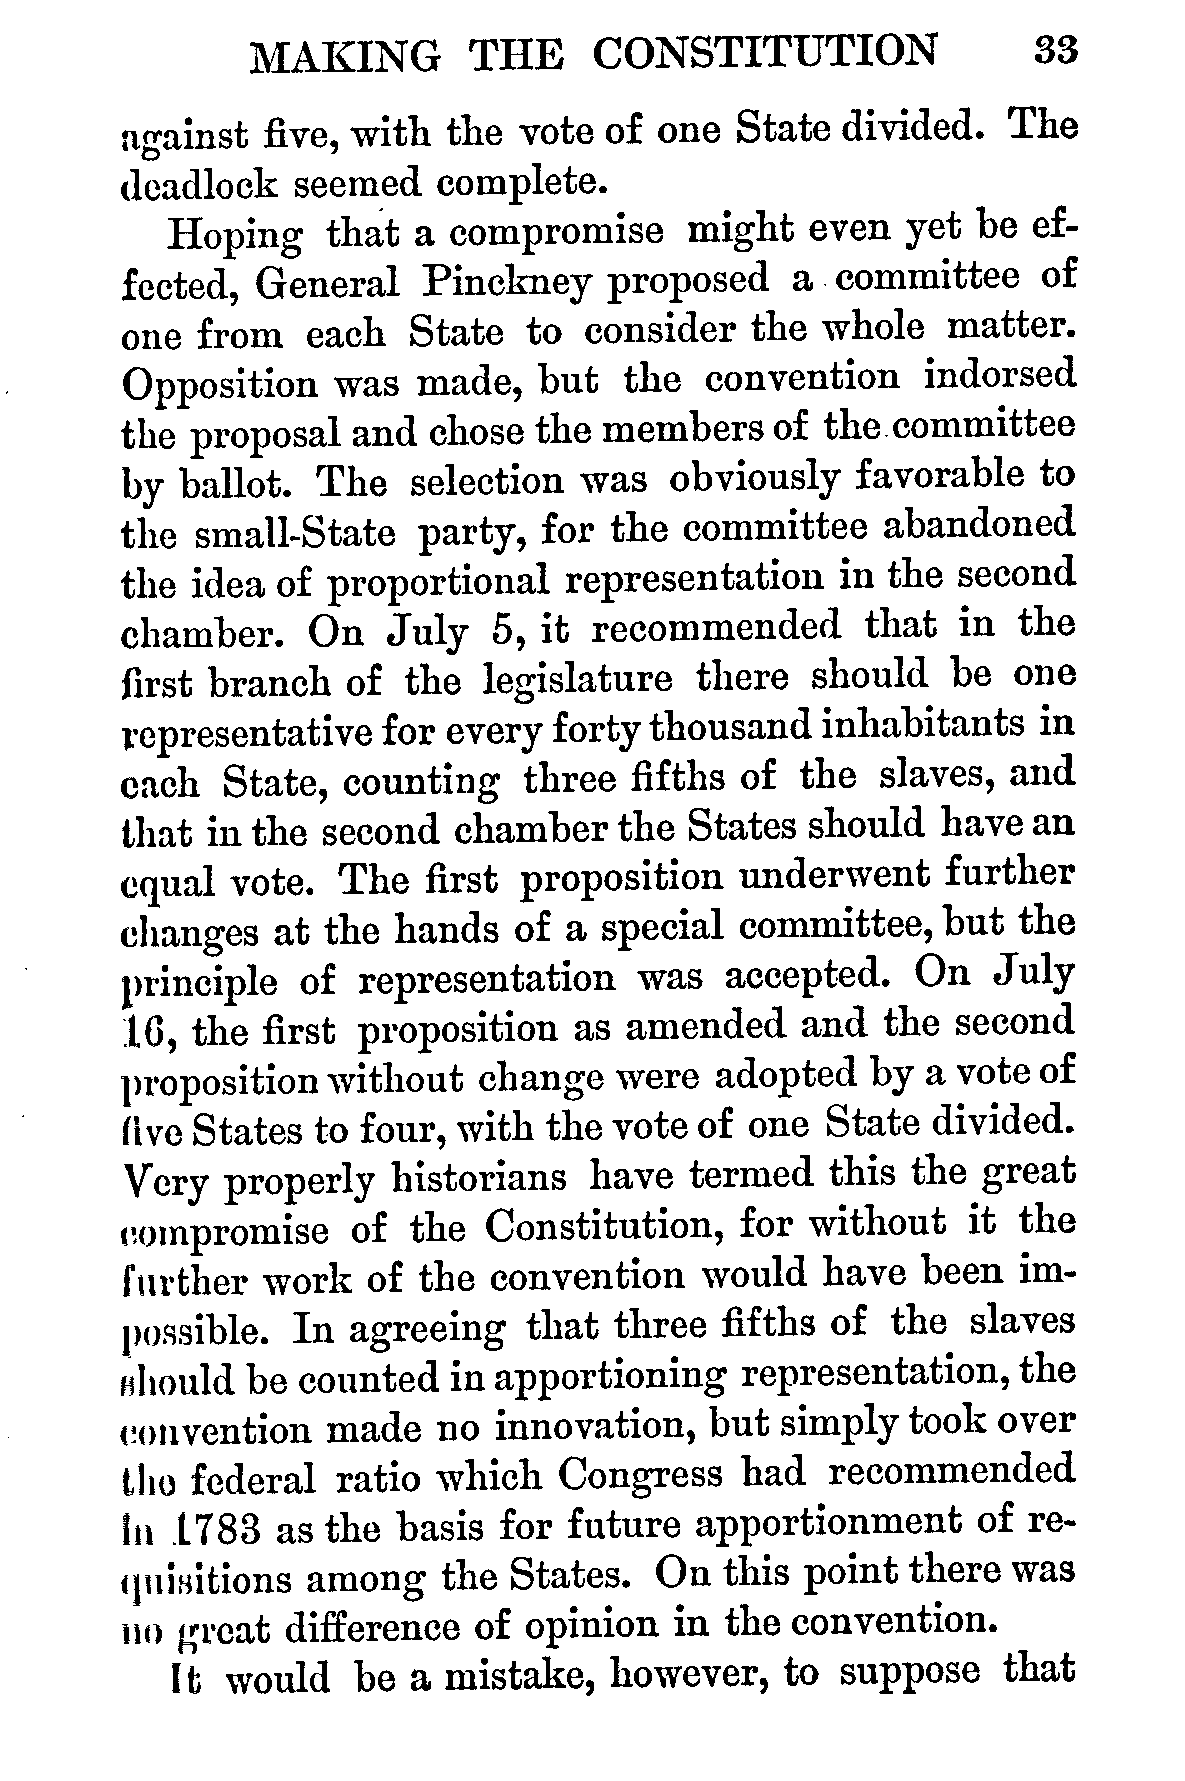 MAKING THE CONSTITUTION 33
against five, with the vote of one State divided. The
deadlock seemed complete.
Hoping that a compromise might even yet be ef-
fected, General Pinckney proposed a committee of
one from each State to consider the whole matter.
Opposition was made, but the convention indorsed
the proposal and chose the members of the committee
by ballot. The selection was obviously favorable to
the small-State party, for the committee abandoned
the idea of proportional representation in the second
chamber. On July 5, it recommended that in the
first branch of the legislature there should be one
representative for every forty thousand inhabitants in
each State, counting three fifths of the slaves, and
that in the second chamber the States should have an
equal vote. The first proposition underwent further
changes at the hands of a special committee, but the
principle of representation was accepted. On July
16, the first proposition as amended and the second
proposition without change were adopted by a vote of
five States to four, with the vote of one State divided.
Very properly historians have termed this the great
compromise of the Constitution, for without it the
further work of the convention would have been im-
possible. In agreeing that three fifths of the slaves
should be counted in apportioning representation, the
convention made no innovation, but simply took over
the federal ratio which Congress had recommended
in 1783 as the basis for future apportionment of re-
quisitions among the States. On this point there was
no great difference of opinion in the convention.
It would be a mistake, however, to suppose that